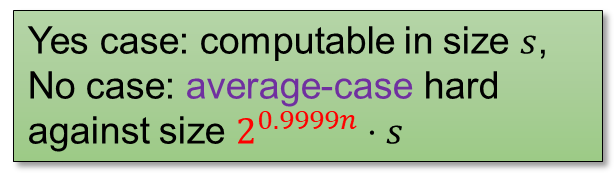 Yes case: computable in size 𝑠,
No case: average-case hard
against size 2^{0.9999𝑛} · 𝑠